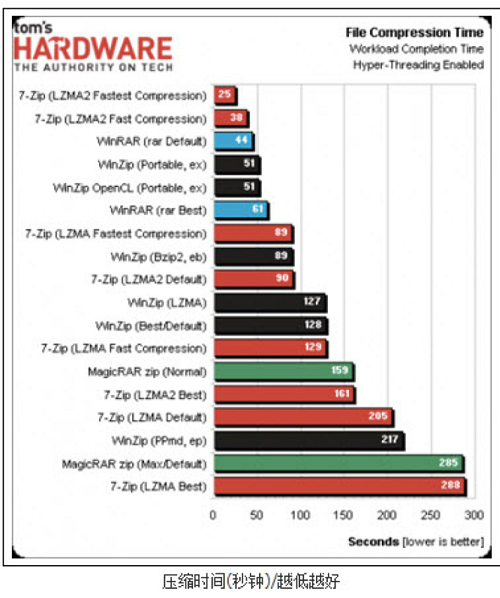 tom's
HARDWARE
THE AUTHORITY ON TECH
File Compression Time
Workload Completion Time
Hyper-Threading Enabled
7-Zip (LZMA2 Fastest Compression) 25
7-Zip (LZMA2 Fast Compression) 38
WinRAR (rar Default) 44
WinZip (Portable, ex) 51
WinZip OpenCL (Portable, ex) 51
WinRAR (rar Best) 61
7-Zip (LZMA Fastest Compression) 89
WinZip (Bzip2, eb) 89
7-Zip (LZMA2 Default) 90
WinZip (LZMA) 127
WinZip (Best/Default) 128
7-Zip (LZMA Fast Compression) 129
MagicRAR zip (Normal) 159
7-Zip (LZMA2 Best) 161
7-Zip (LZMA Default) 205
WinZip (PPmd, ep) 217
MagicRAR zip (Max/Default) 285
7-Zip (LZMA Best) 288
0 50 100 150 200 250 300
Seconds [lower is better]
压缩时间(秒钟)/越低越好